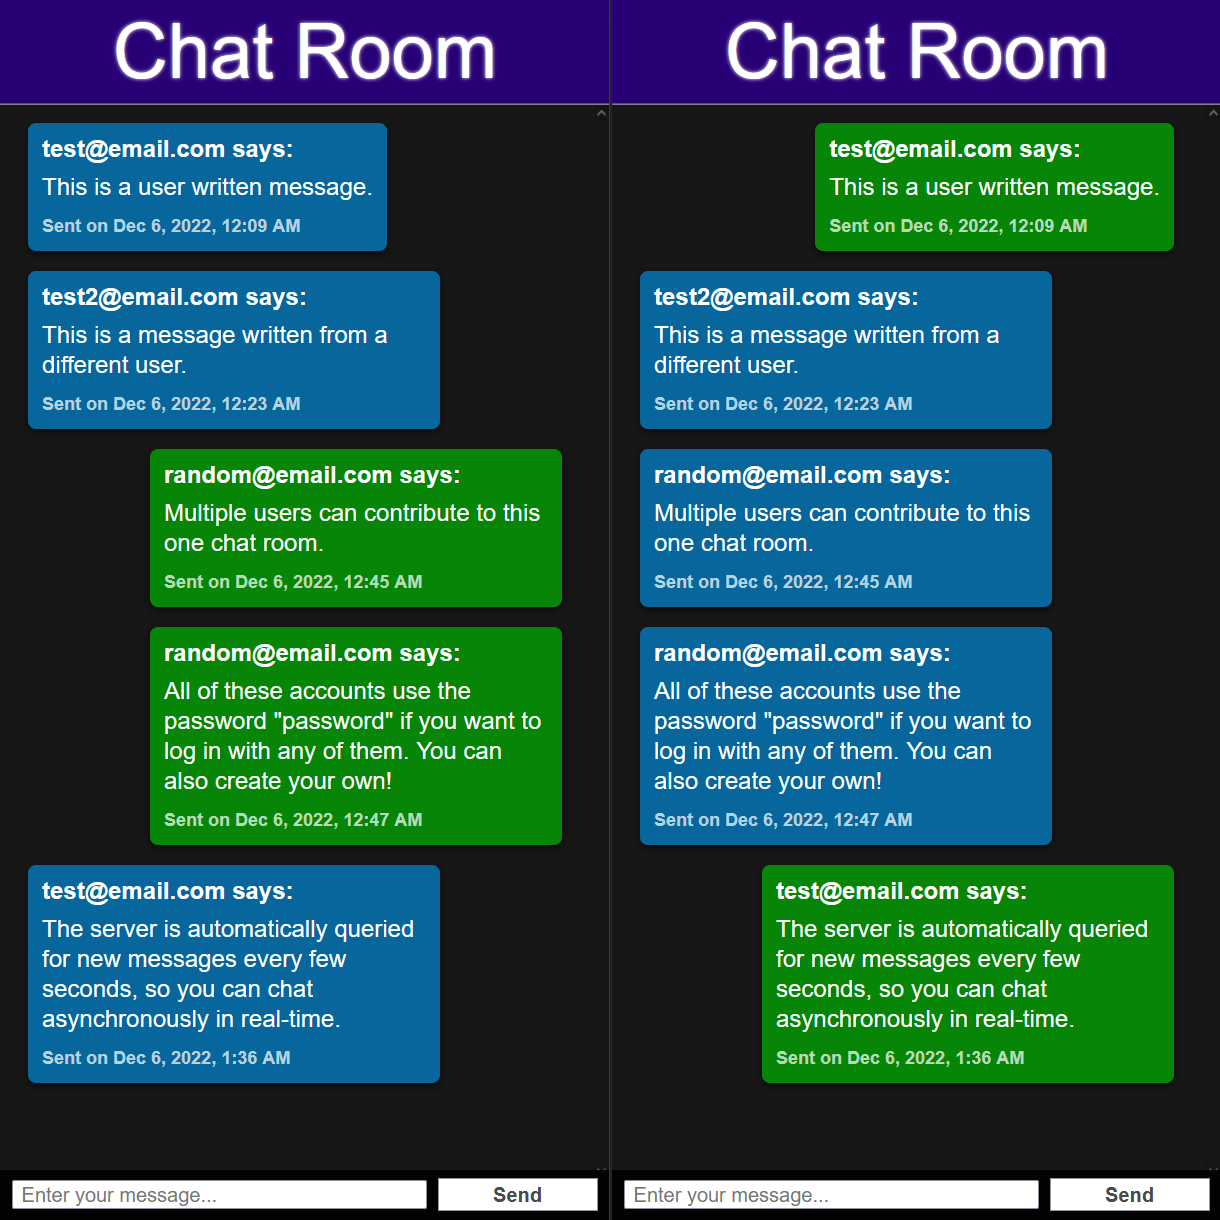 Chat Room
test@email.com says:
This is a user written message.
Sent on Dec 6, 2022, 12:09 AM
test2@email.com says:
This is a message written from a
different user.
Sent on Dec 6, 2022, 12:23 AM
random@email.com says:
Multiple users can contribute to this
one chat room.
Sent on Dec 6, 2022, 12:45 AM
random@email.com says:
All of these accounts use the
password "password" if you want to
log in with any of them. You can
also create your own!
Sent on Dec 6, 2022, 12:47 AM
test@email.com says:
The server is automatically queried
for new messages every few
seconds, so you can chat
asynchronously in real-time.
Sent on Dec 6, 2022, 1:36 AM
Enter your message...
Send
Chat Room
test@email.com says:
This is a user written message.
Sent on Dec 6, 2022, 12:09 AM
test2@email.com says:
This is a message written from a
different user.
Sent on Dec 6, 2022, 12:23 AM
random@email.com says:
Multiple users can contribute to this
one chat room.
Sent on Dec 6, 2022, 12:45 AM
random@email.com says:
All of these accounts use the
password "password" if you want to
log in with any of them. You can
also create your own!
Sent on Dec 6, 2022, 12:47 AM
test@email.com says:
The server is automatically queried
for new messages every few
seconds, so you can chat
asynchronously in real-time.
Sent on Dec 6, 2022, 1:36 AM
Enter your message...
Send